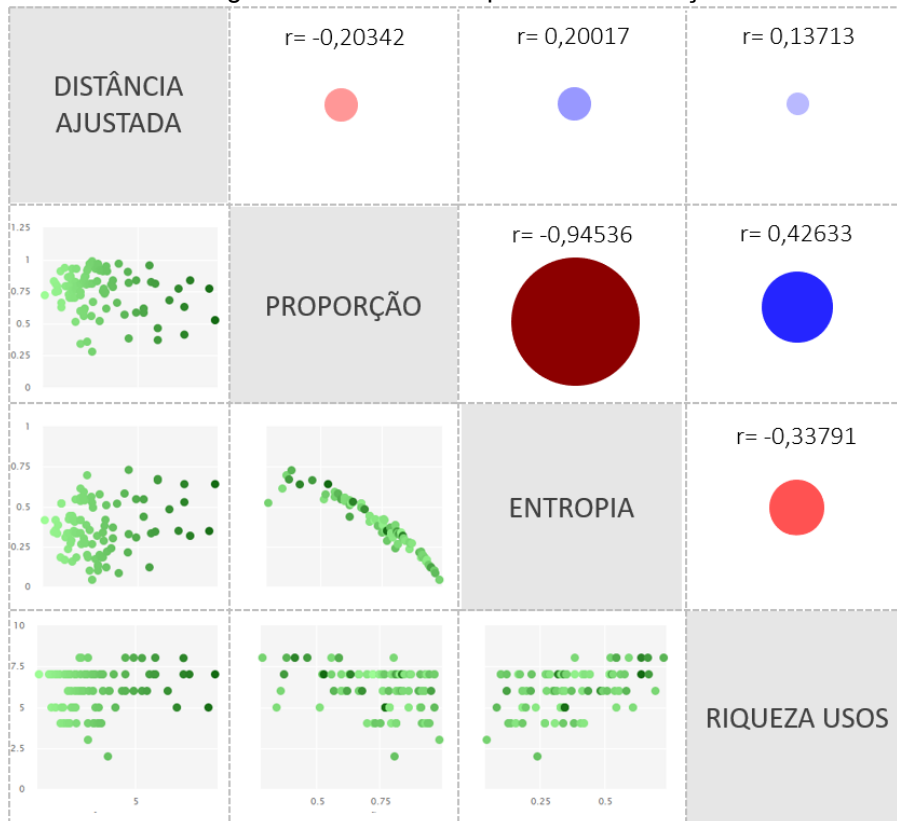 r= -0,20342
r= 0,20017
r= 0,13713
DISTÂNCIA
AJUSTADA
1.25
1
0.75
0.5
0.25
0
PROPORÇÃO
r= -0,94536
r= 0,42633
1
0.75
0.5
0.25
0
ENTROPIA
r= -0,33791
10
7.5
5
2.5
0
5
0.5
0.75
0.25
0.5
RIQUEZA USOS